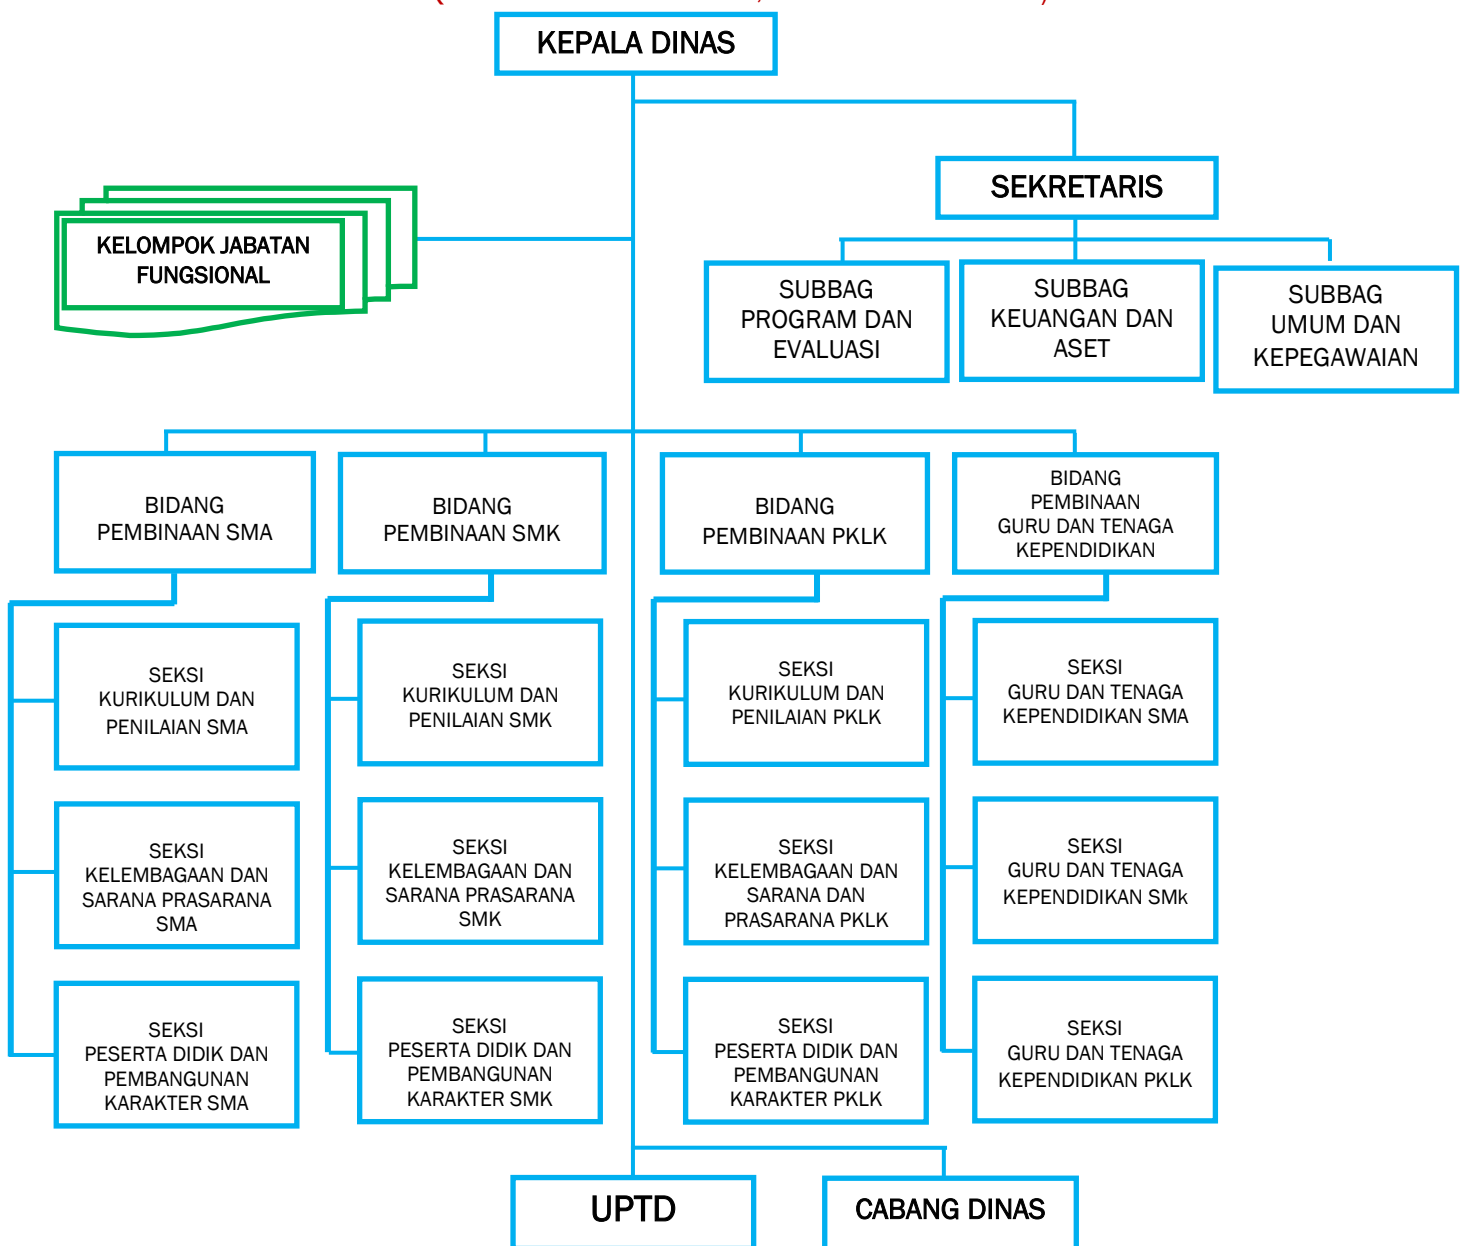 KEPALA DINAS
SEKRETARIS
KELOMPOK JABATAN
FUNGSIONAL
SUBBAG
PROGRAM DAN
EVALUASI
SUBBAG
KEUANGAN DAN
ASET
SUBBAG
UMUM DAN
KEPEGAWAIAN
BIDANG
PEMBINAAN SMA
BIDANG
PEMBINAAN SMK
BIDANG
PEMBINAAN PKLK
BIDANG
PEMBINAAN
GURU DAN TENAGA
KEPENDIDIKAN
SEKSI
KURIKULUM DAN
PENILAIAN SMA
SEKSI
KURIKULUM DAN
PENILAIAN SMK
SEKSI
KURIKULUM DAN
PENILAIAN PKLK
SEKSI
GURU DAN TENAGA
KEPENDIDIKAN SMA
SEKSI
KELEMBAGAAN DAN
SARANA PRASARANA
SMA
SEKSI
KELEMBAGAAN DAN
SARANA PRASARANA
SMK
SEKSI
KELEMBAGAAN DAN
SARANA DAN
PRASARANA PKLK
SEKSI
GURU DAN TENAGA
KEPENDIDIKAN SMk
SEKSI
PESERTA DIDIK DAN
PEMBANGUNAN
KARAKTER SMA
SEKSI
PESERTA DIDIK DAN
PEMBANGUNAN
KARAKTER SMK
SEKSI
PESERTA DIDIK DAN
PEMBANGUNAN
KARAKTER PKLK
SEKSI
GURU DAN TENAGA
KEPENDIDIKAN PKLK
UPTD
CABANG DINAS